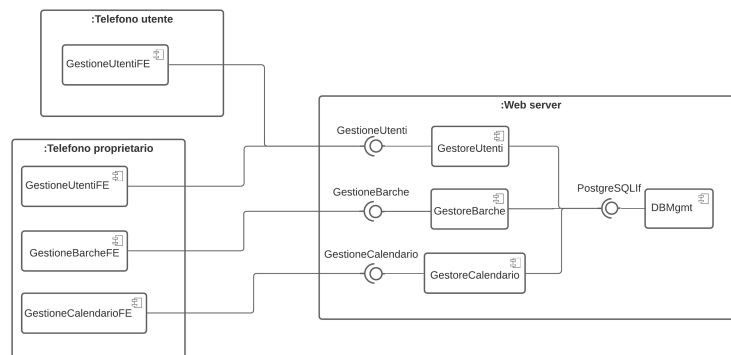 :Telefono utente
GestioneUtentiFE
:Telefono proprietario
GestioneUtentiFE
GestioneBarcheFE
GestioneCalendarioFE
:Web server
GestioneUtenti
GestoreUtenti
GestioneBarche
GestoreBarche
GestioneCalendario
GestoreCalendario
PostgreSQLIf
DBMgmt